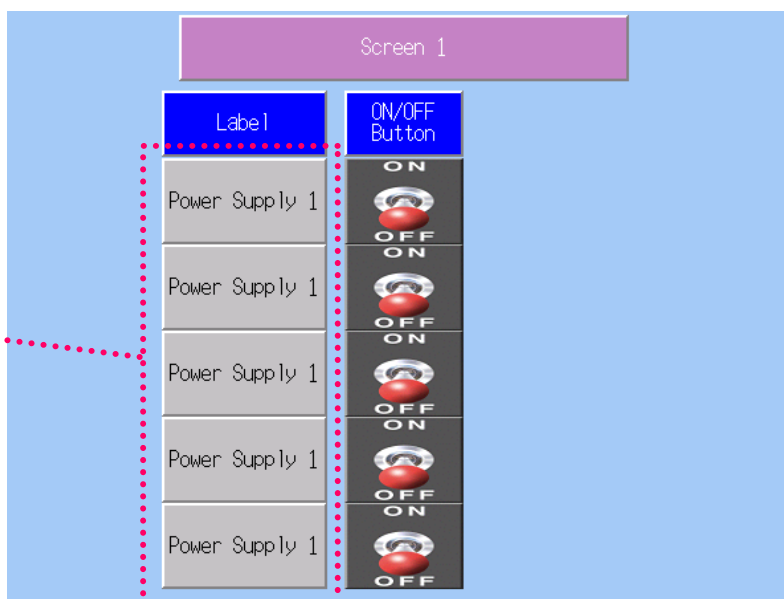 Screen 1
Label
ON/OFF
Button
Power Supply 1
ON
OFF
Power Supply 1
ON
OFF
Power Supply 1
ON
OFF
Power Supply 1
ON
OFF
Power Supply 1
ON
OFF